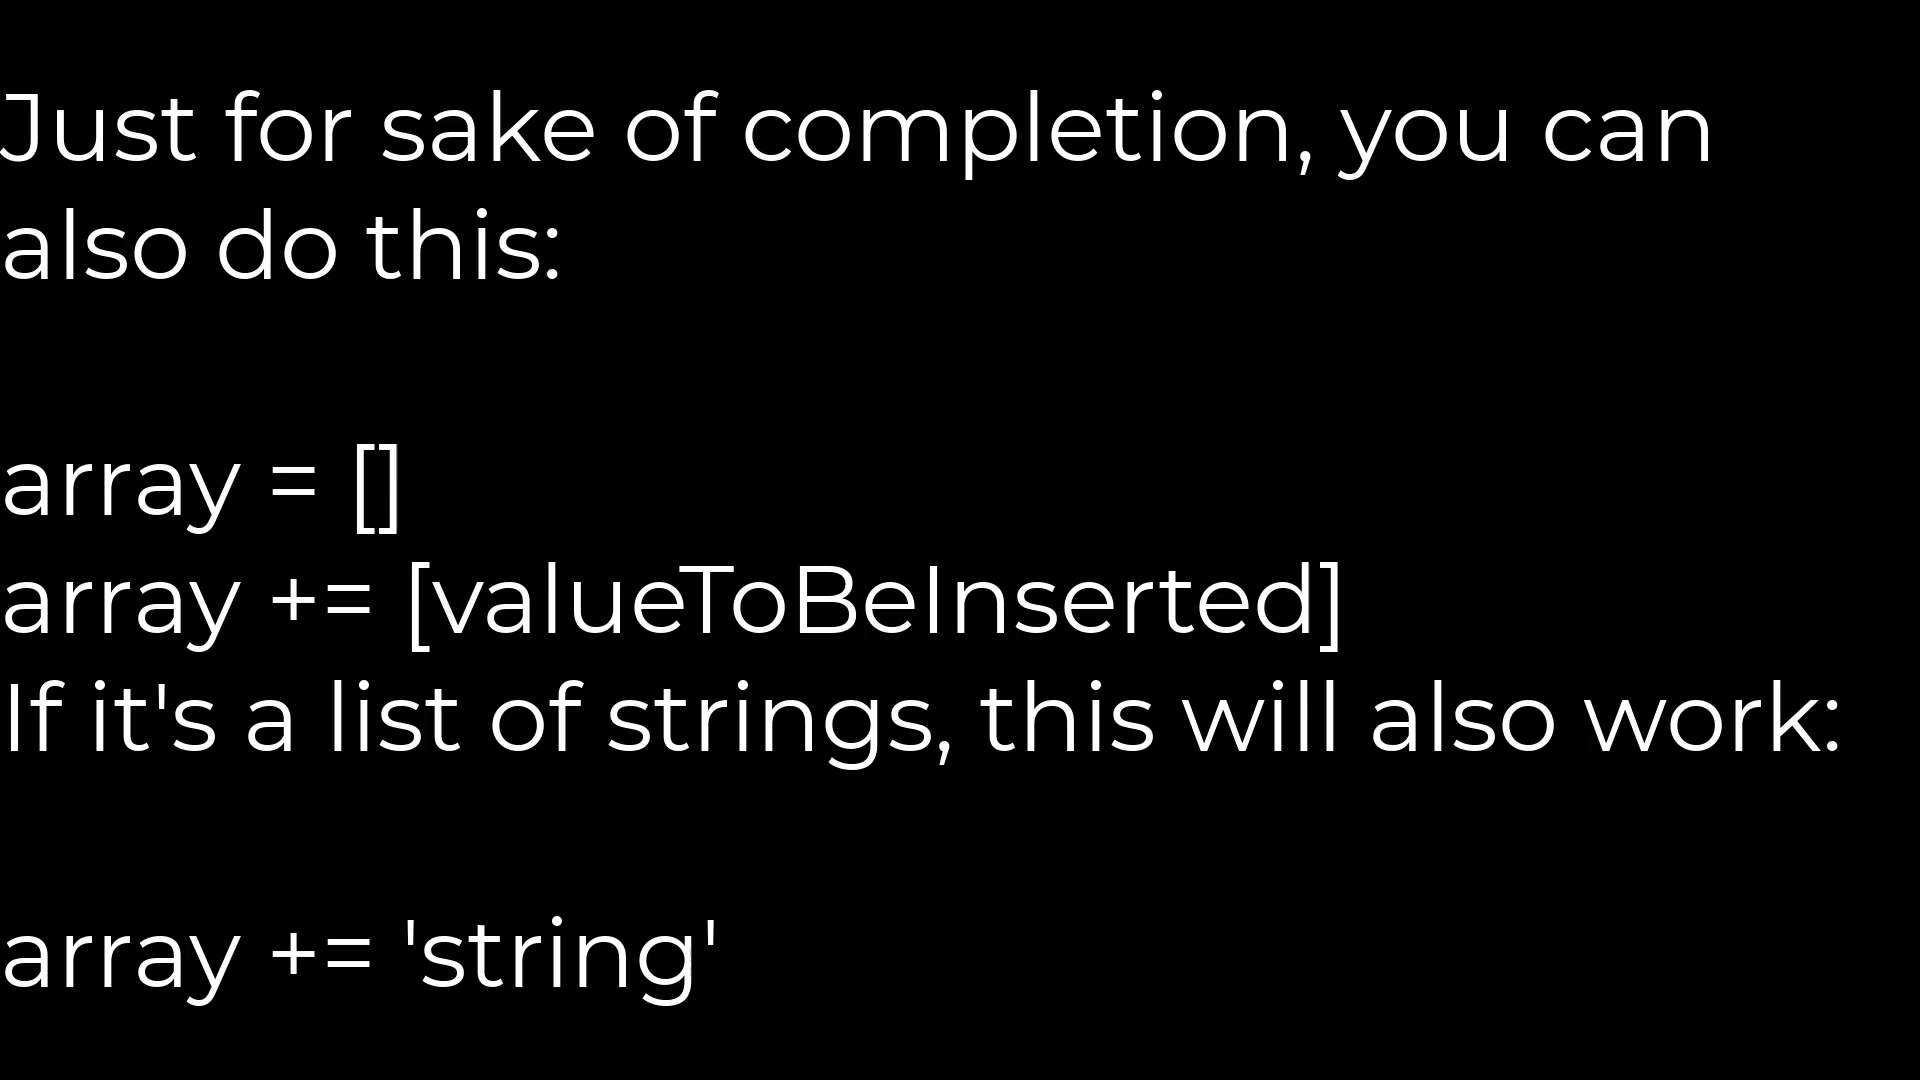 Just for sake of completion, you can
also do this:
array = []
array += [valueToBeInserted]
If it's a list of strings, this will also work:
array += 'string'